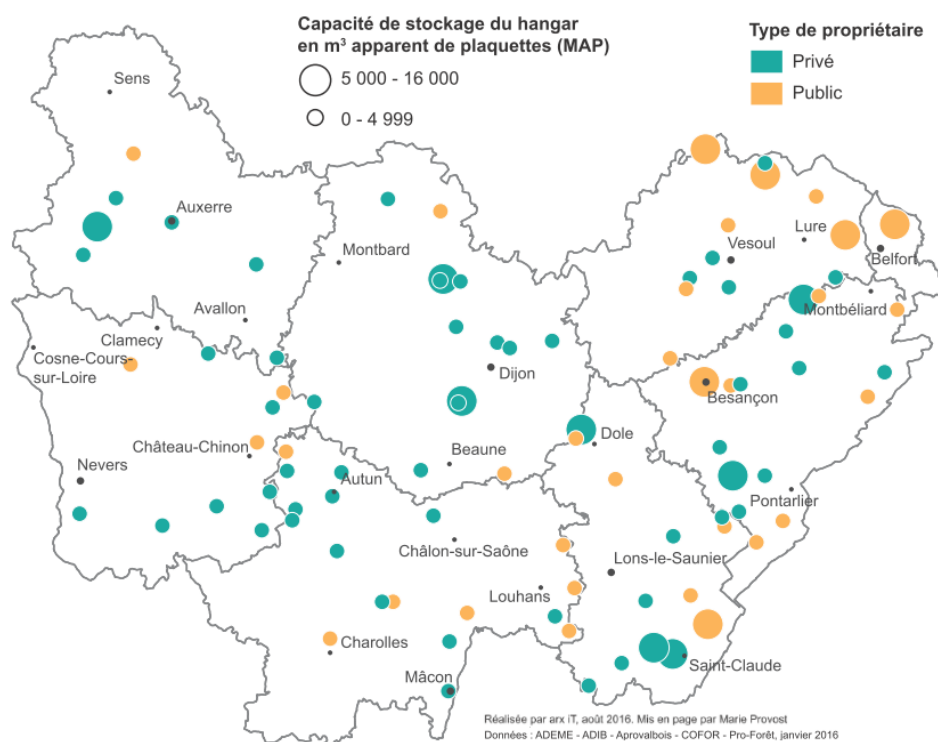 Capacité de stockage du hangar
en m³ apparent de plaquettes (MAP)
5 000 - 16 000
0 - 4 999
Type de propriétaire
Privé
Public
Sens
Auxerre
Montbard
Avallon
Clamecy
Cosne-Cours-
sur-Loire
Vesoul
Lure
Belfort
Montbéliard
Dijon
Besançon
Château-Chinon
Nevers
Beaune
Dole
Autun
Pontarlier
Châlon-sur-Saône
Lons-le-Saunier
Louhans
Charolles
Saint-Claude
Mâcon
Réalisée par arx iT, août 2016. Mis en page par Marie Provost
Données : ADEME - ADIB - Aprovalbois - COFOR - Pro-Forêt, janvier 2016